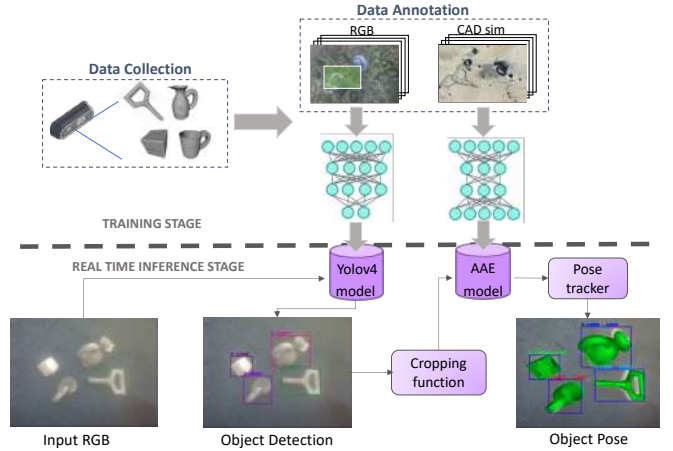 Data Annotation
RGB
CAD sim
Data Collection
TRAINING STAGE
REAL TIME INFERENCE STAGE
Yolov4
model
AAE
model
Pose
tracker
Cropping
function
Input RGB
Object Detection
Object Pose